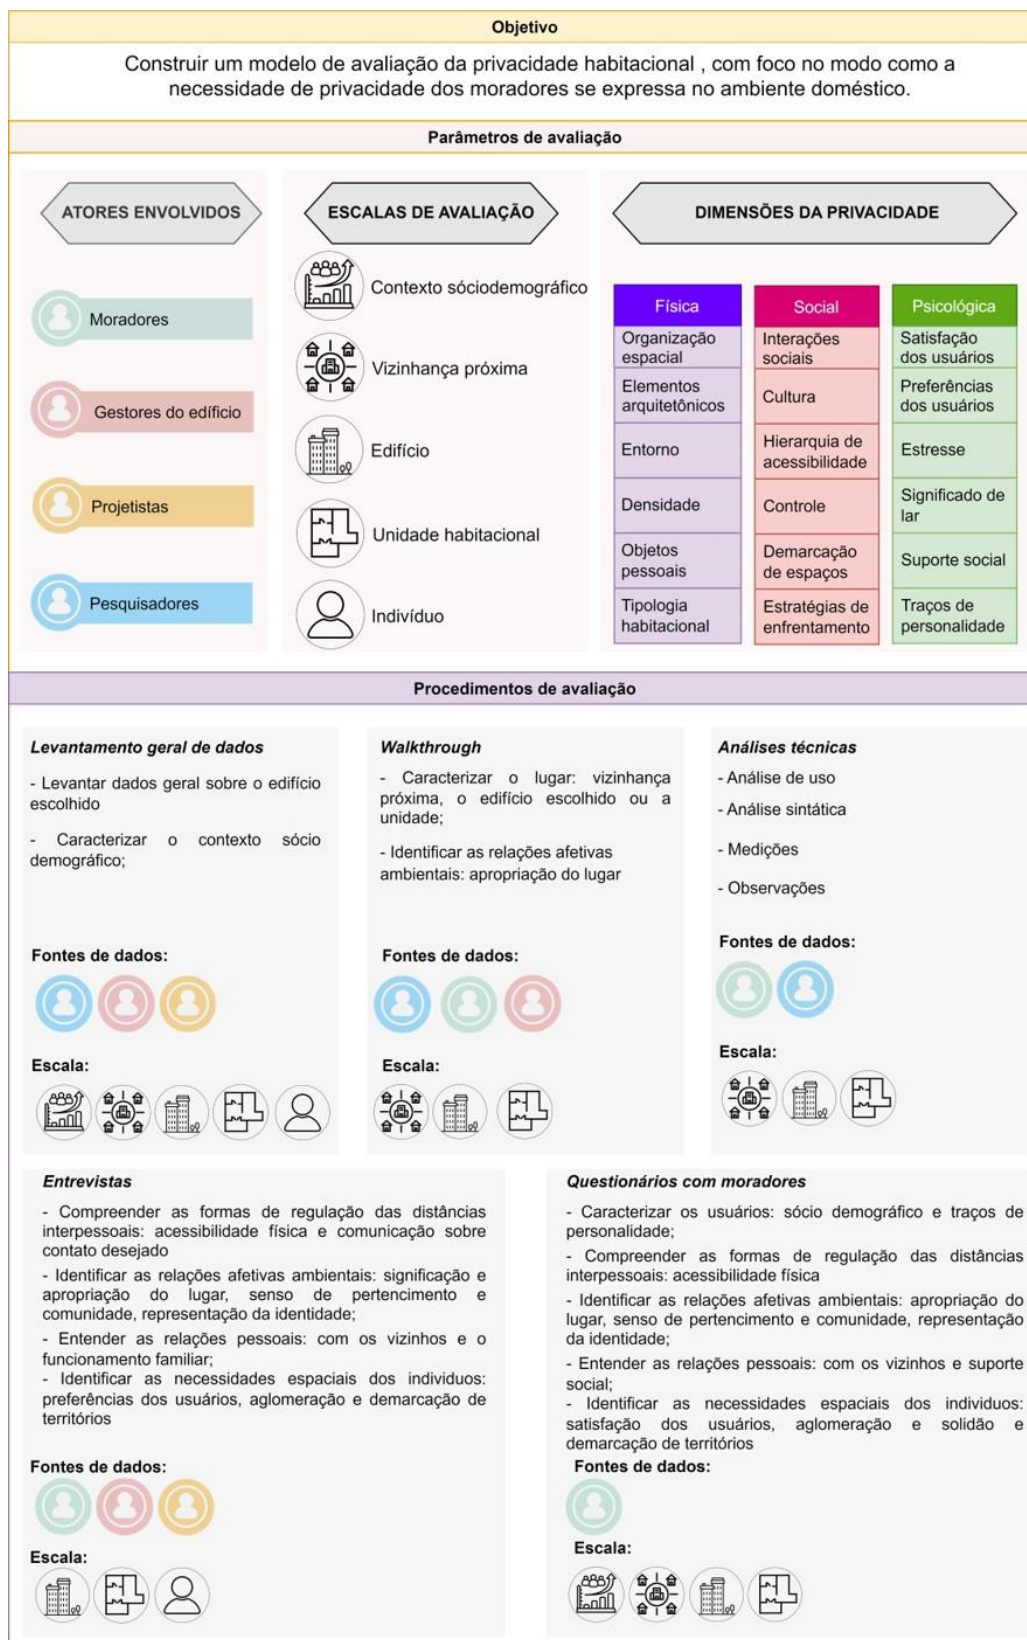 Objetivo
Construir um modelo de avaliação da privacidade habitacional , com foco no modo como a
necessidade de privacidade dos moradores se expressa no ambiente doméstico.
Parâmetros de avaliação
ATORES ENVOLVIDOS
Moradores
Gestores do edifício
Projetistas
Pesquisadores
ESCALAS DE AVALIAÇÃO
Contexto sóciodemográfico
Vizinhança próxima
Edifício
Unidade habitacional
Indivíduo
DIMENSÕES DA PRIVACIDADE
Física
Organização
espacial
Elementos
arquitetônicos
Entorno
Densidade
Objetos
pessoais
Tipologia
habitacional
Social
Interações
sociais
Cultura
Hierarquia de
acessibilidade
Controle
Demarcação
de espaços
Estratégias de
enfrentamento
Psicológica
Satisfação
dos usuários
Preferências
dos usuários
Estresse
Significado de
lar
Suporte social
Traços de
personalidade
Procedimentos de avaliação
Levantamento geral de dados
- Levantar dados geral sobre o edifício
escolhido
- Caracterizar o contexto sócio
demográfico;
Fontes de dados:
Escala:
Walkthrough
- Caracterizar o lugar: vizinhança
próxima, o edifício escolhido ou a
unidade;
- Identificar as relações afetivas
ambientais: apropriação do lugar
Fontes de dados:
Escala:
Análises técnicas
- Análise de uso
- Análise sintática
- Medições
- Observações
Fontes de dados:
Escala:
Entrevistas
- Compreender as formas de regulação das distâncias
interpessoais: acessibilidade física e comunicação sobre
contato desejado
- Identificar as relações afetivas ambientais: significação e
apropriação do lugar, senso de pertencimento e
comunidade, representação da identidade;
- Entender as relações pessoais: com os vizinhos e o
funcionamento familiar;
- Identificar as necessidades espaciais dos individuos:
preferências dos usuários, aglomeração e demarcação de
territórios
Fontes de dados:
Escala:
Questionários com moradores
- Caracterizar os usuários: sócio demográfico e traços de
personalidade;
- Compreender as formas de regulação das distâncias
interpessoais: acessibilidade física
- Identificar as relações afetivas ambientais: apropriação do
lugar, senso de pertencimento e comunidade, representação
da identidade;
- Entender as relações pessoais: com os vizinhos e suporte
social;
- Identificar as necessidades espaciais dos individuos:
satisfação dos usuários, aglomeração e solidão e
demarcação de territórios
Fontes de dados:
Escala: